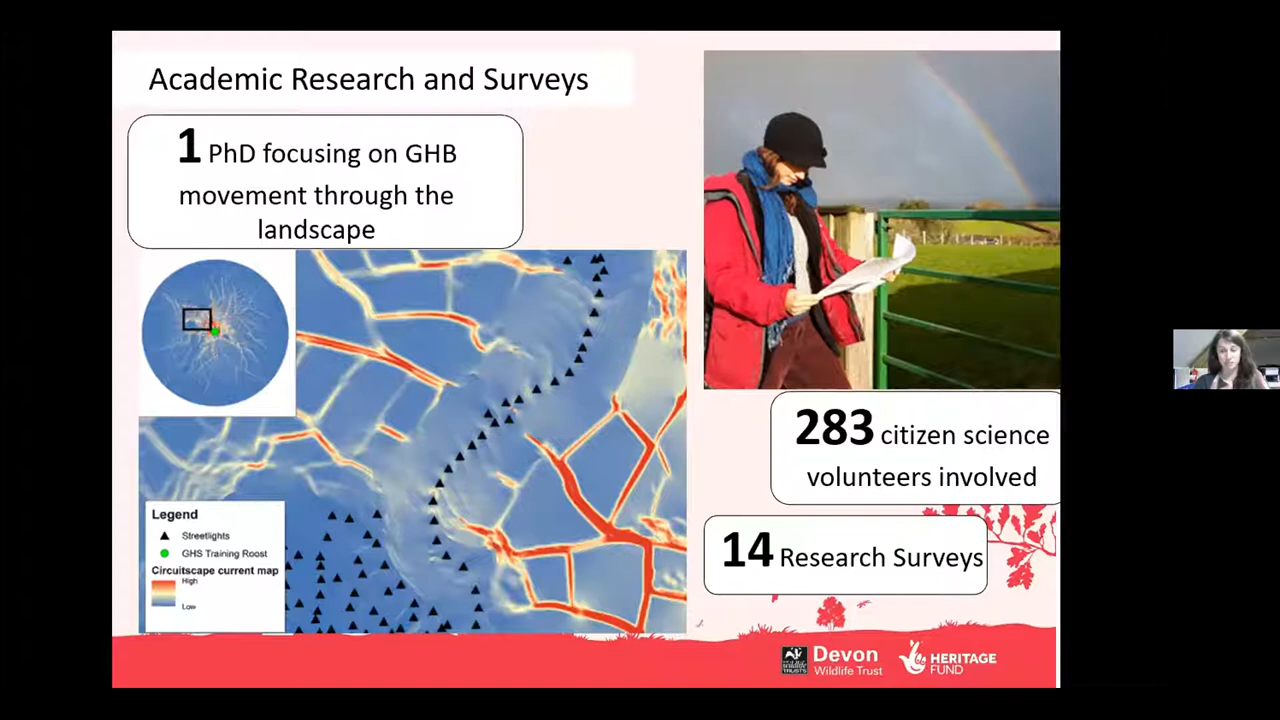 Academic Research and Surveys
1 PhD focusing on GHB
movement through the
landscape
Legend
Streetlights
GHS Training Roost
Circuitscape current map
High
Low
283 citizen science
volunteers involved
14 Research Surveys
Devon
Wildlife Trust
HERITAGE
FUND